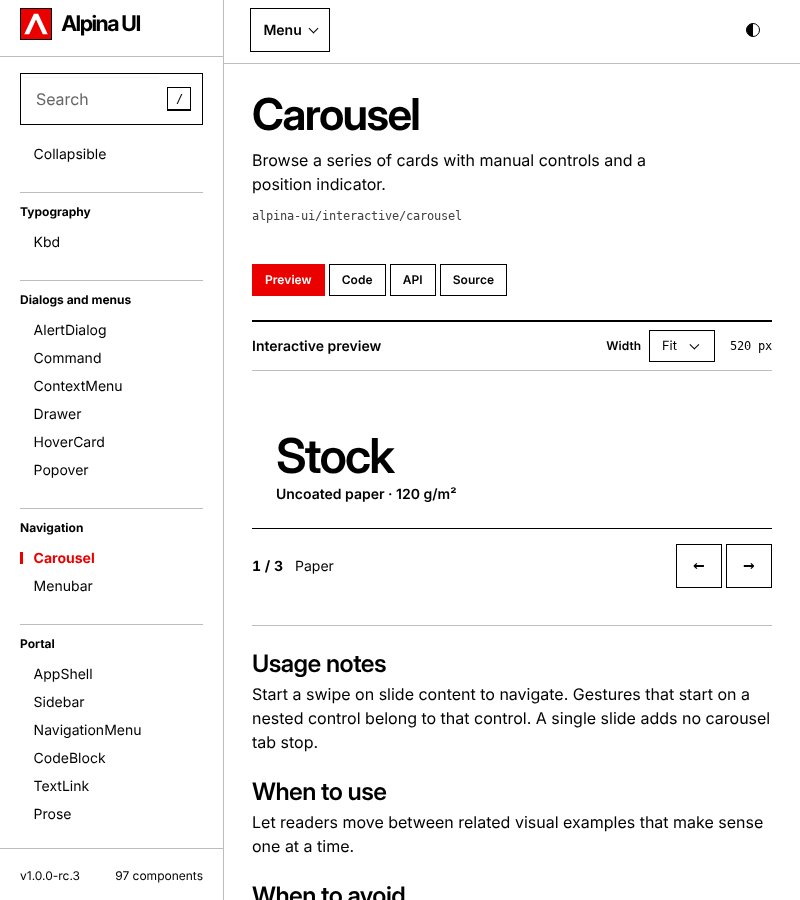 Alpina UI
Search /
Collapsible
Typography
Kbd
Dialogs and menus
AlertDialog
Command
ContextMenu
Drawer
HoverCard
Popover
Navigation
Carousel
Menubar
Portal
AppShell
Sidebar
NavigationMenu
CodeBlock
TextLink
Prose
v1.0.0-rc.3 97 components
Menu
Carousel
Browse a series of cards with manual controls and a
position indicator.
alpina-ui/interactive/carousel
Preview Code API Source
Interactive preview Width Fit 520 px
Stock
Uncoated paper · 120 g/m²
1 / 3 Paper ← →
Usage notes
Start a swipe on slide content to navigate. Gestures that start on a
nested control belong to that control. A single slide adds no carousel
tab stop.
When to use
Let readers move between related visual examples that make sense
one at a time.
When to avoid